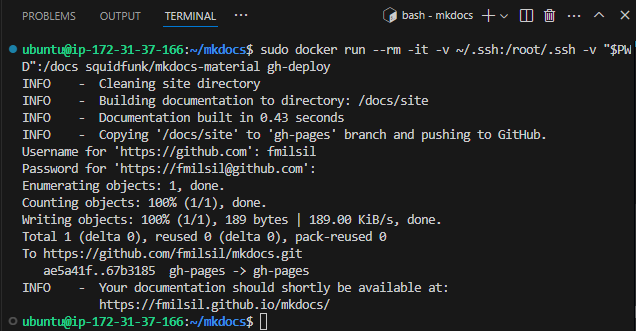 PROBLEMS OUTPUT TERMINAL ... bash - mkdocs
ubuntu@ip-172-31-37-166:~/mkdocs$ sudo docker run --rm -it -v ~/.ssh:/root/.ssh -v "$PW
D":/docs squidfunk/mkdocs-material gh-deploy
INFO    -  Cleaning site directory
INFO    -  Building documentation to directory: /docs/site
INFO    -  Documentation built in 0.43 seconds
INFO    -  Copying '/docs/site' to 'gh-pages' branch and pushing to GitHub.
Username for 'https://github.com': fmilsil
Password for 'https://fmilsil@github.com':
Enumerating objects: 1, done.
Counting objects: 100% (1/1), done.
Writing objects: 100% (1/1), 189 bytes | 189.00 KiB/s, done.
Total 1 (delta 0), reused 0 (delta 0), pack-reused 0
To https://github.com/fmilsil/mkdocs.git
   ae5a41f..67b3185  gh-pages -> gh-pages
INFO    -  Your documentation should shortly be available at:
           https://fmilsil.github.io/mkdocs/
ubuntu@ip-172-31-37-166:~/mkdocs$